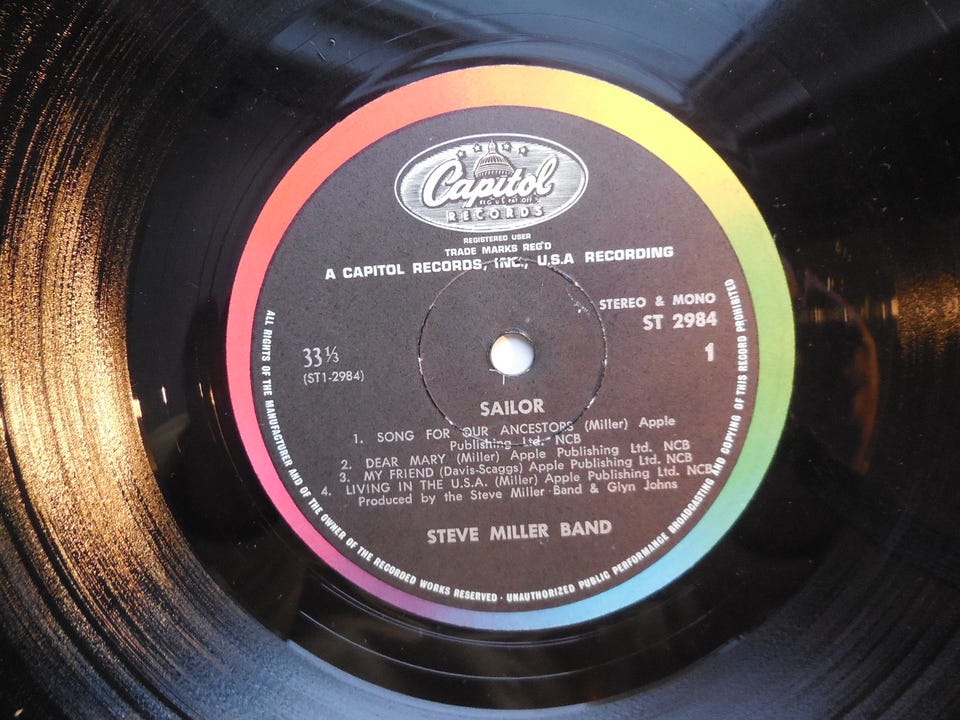 Capitol
RECORDS
REGISTERED USER
TRADE MARKS REG'D
A CAPITOL RECORDS, INC., U.S.A RECORDING
STEREO & MONO
ST 2984
33⅓
(ST1-2984)
1
SAILOR
1. SONG FOR OUR ANCESTORS (Miller) Apple
Publishing Ltd. NCB
2. DEAR MARY (Miller) Apple Publishing Ltd. NCB
3. MY FRIEND (Davis-Scaggs) Apple Publishing Ltd. NCB
4. LIVING IN THE U.S.A. (Miller) Apple Publishing Ltd. NCB
Produced by the Steve Miller Band & Glyn Johns
STEVE MILLER BAND
ALL RIGHTS OF THE MANUFACTURER AND OF THE OWNER OF THE RECORDED WORKS RESERVED · UNAUTHORIZED PUBLIC PERFORMANCE BROADCASTING AND COPYING OF THIS RECORD PROHIBITED